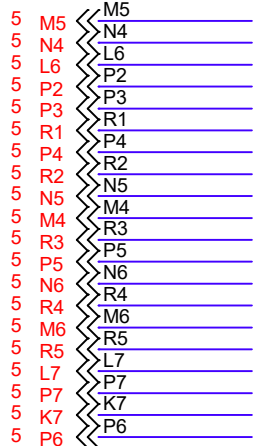 5 M5 M5
5 N4 N4
5 L6 L6
5 P2 P2
5 P3 P3
5 R1 R1
5 P4 P4
5 R2 R2
5 N5 N5
5 M4 M4
5 R3 R3
5 P5 P5
5 N6 N6
5 R4 R4
5 M6 M6
5 R5 R5
5 L7 L7
5 P7 P7
5 K7 K7
5 P6 P6